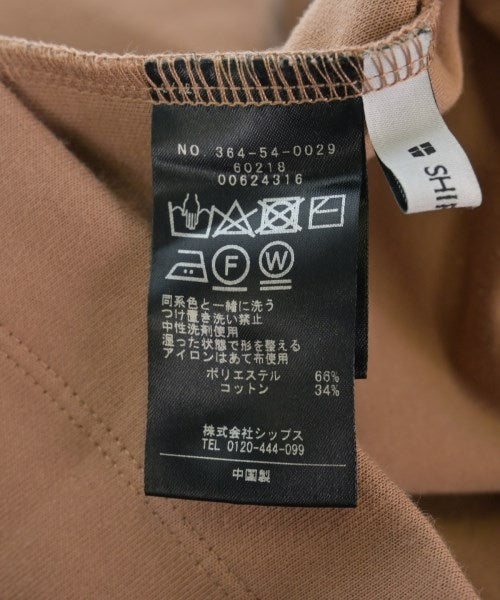 NO. 364-54-0029
60218
00624316
F W
同系色と一緒に洗う
つけ置き洗い禁止
中性洗剤使用
湿った状態で形を整える
アイロンはあて布使用
ポリエステル 66%
コットン 34%
株式会社シップス
TEL 0120-444-099
中国製